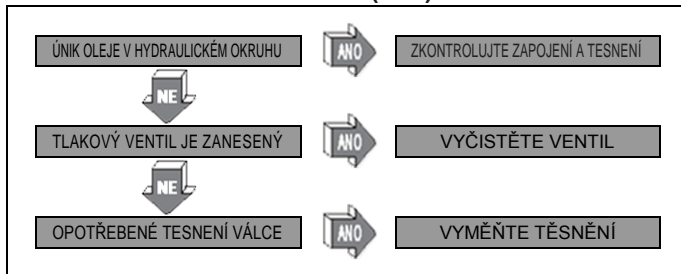 ÚNIK OLEJE V HYDRAULICKÉM OKRUHU
ANO
ZKONTROLUJTE ZAPOJENÍ A TESNENÍ
NE
TLAKOVÝ VENTIL JE ZANESENÝ
ANO
VYČISTĚTE VENTIL
NE
OPOTŘEBENÉ TESNENÍ VÁLCE
ANO
VYMĚŇTE TĚSNĚNÍ